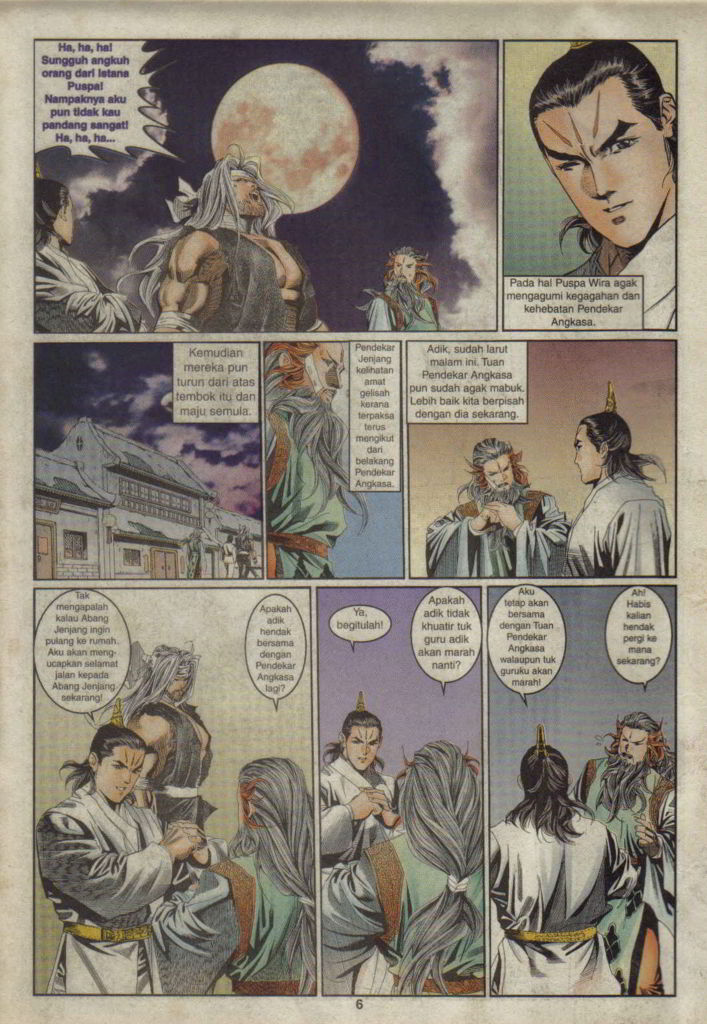 Ha, ha, ha!
Sungguh angkuh
orang dari Istana
Puspa!
Nampaknya aku
pun tidak kau
pandang sangat!
Ha, ha, ha...
Pada hal Puspa Wira agak
mengagumi kegagahan dan
kehebatan Pendekar
Angkasa.
Kemudian
mereka pun
turun dari atas
tembok itu dan
maju semula.
Pendekar
Jenjang
kelihatan
amat
gelisah
kerana
terpaksa
terus
mengikut
dari
belakang
Pendekar
Angkasa.
Adik, sudah larut
malam ini. Tuan
Pendekar Angkasa
pun sudah agak mabuk.
Lebih baik kita berpisah
dengan dia sekarang.
Tak
mengapalah
kalau Abang
Jenjang ingin
pulang ke rumah.
Aku akan meng-
ucapkan selamat
jalan kepada
Abang Jenjang
sekarang!
Apakah
adik
hendak
bersama
dengan
Pendekar
Angkasa
lagi?
Ya,
begitulah!
Apakah
adik tidak
khuatir tuk
guru adik
akan marah
nanti?
Aku
tetap akan
bersama
dengan Tuan
Pendekar
Angkasa
walaupun tuk
guruku akan
marah!
Ah!
Habis
kalian
hendak
pergi ke
mana
sekarang?
6